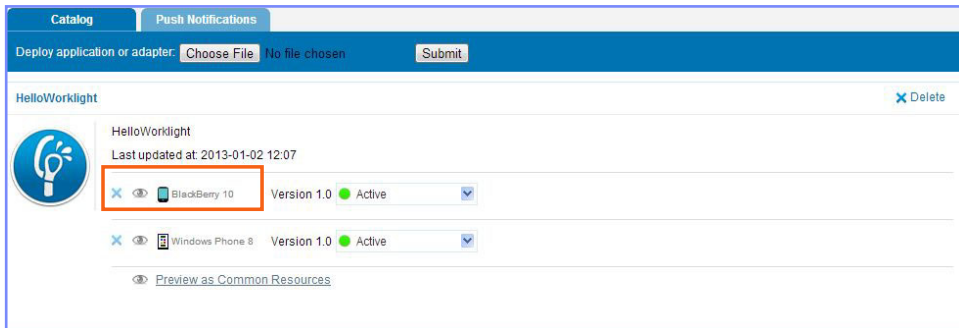 Catalog Push Notifications
Deploy application or adapter: Choose File No file chosen Submit
HelloWorklight Delete
HelloWorklight
Last updated at: 2013-01-02 12:07
BlackBerry 10 Version 1.0 Active
Windows Phone 8 Version 1.0 Active
Preview as Common Resources